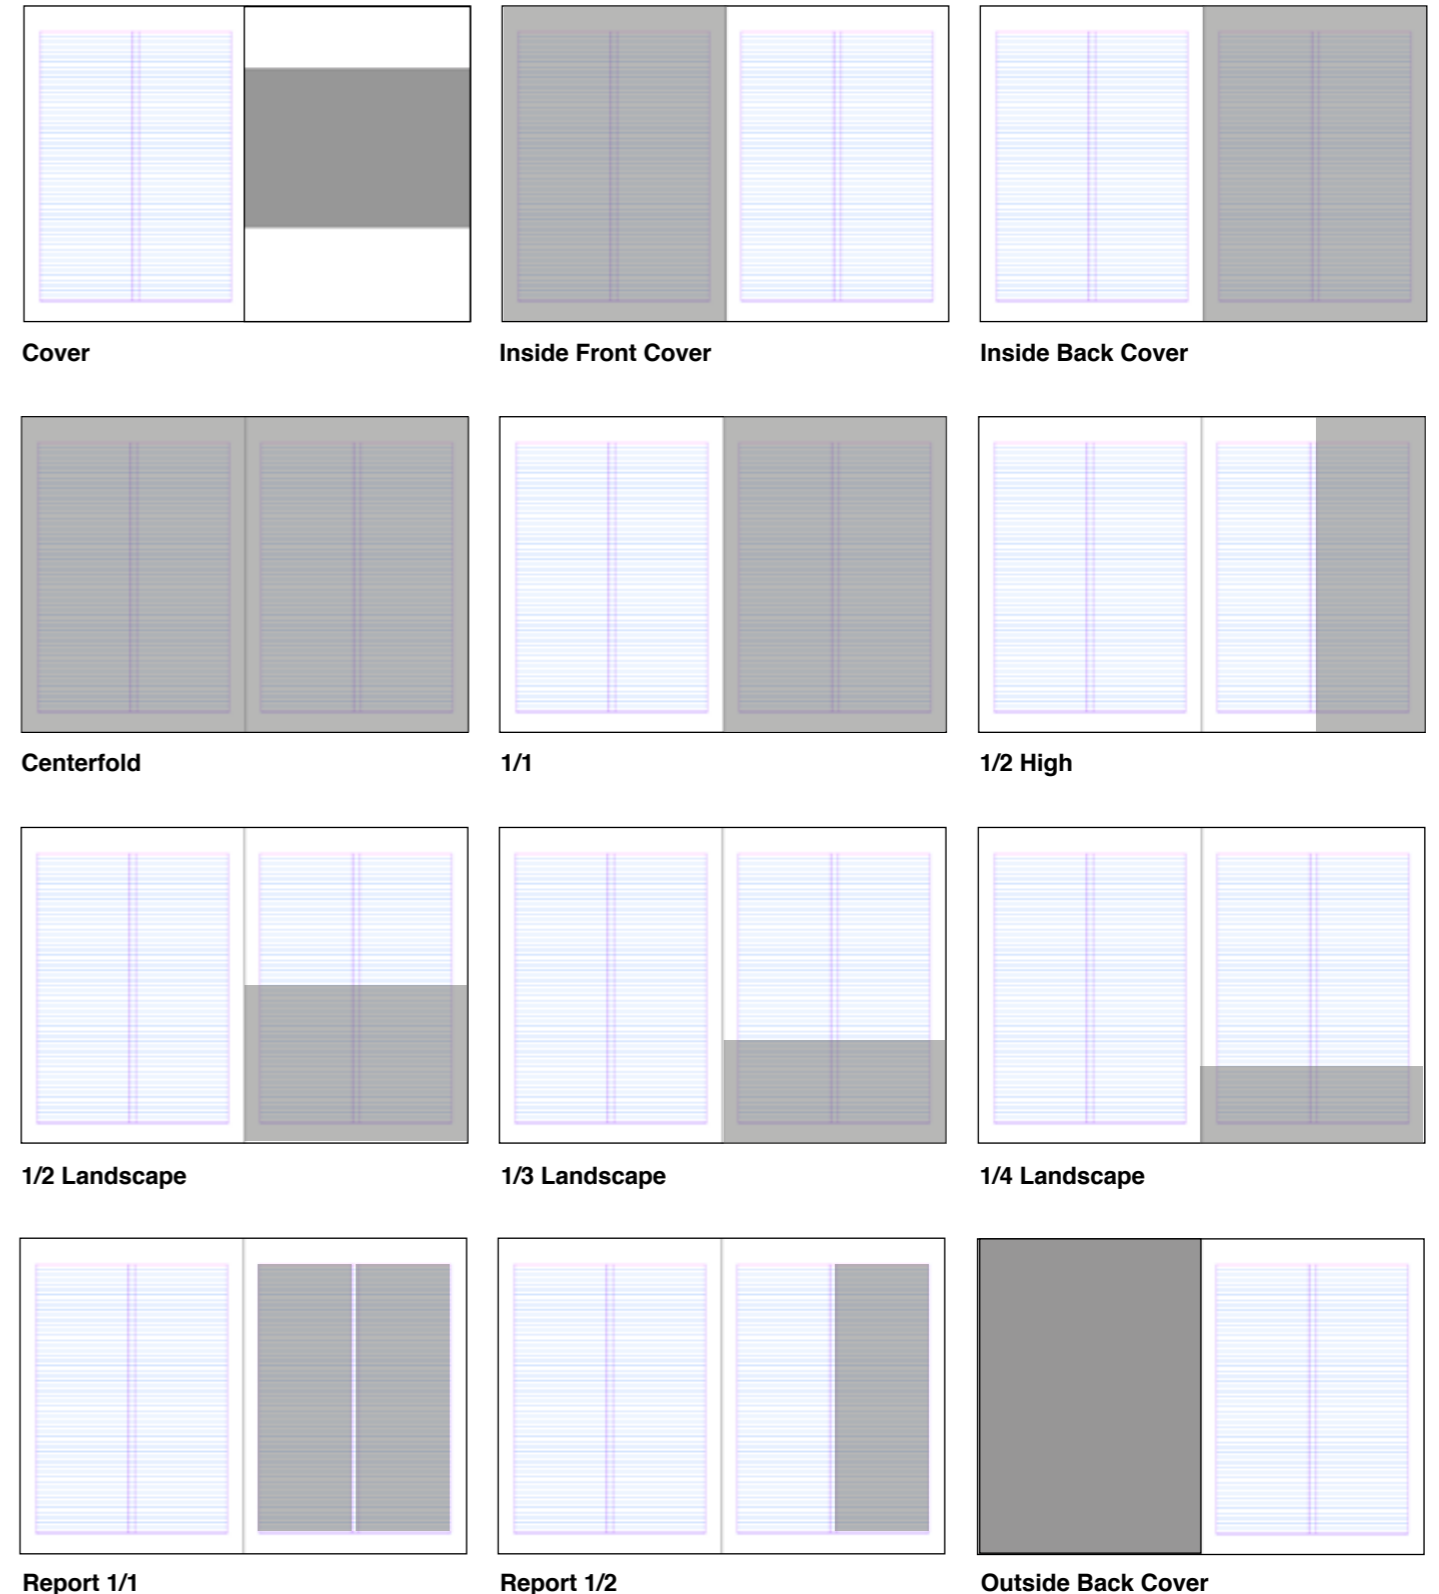 Cover
Inside Front Cover
Inside Back Cover
Centerfold
1/1
1/2 High
1/2 Landscape
1/3 Landscape
1/4 Landscape
Report 1/1
Report 1/2
Outside Back Cover